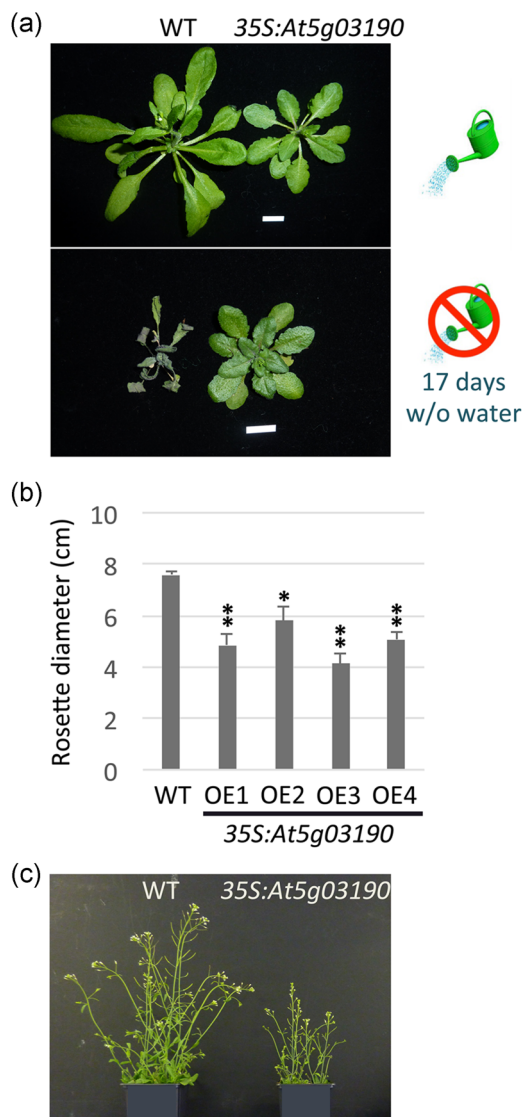 (a)
WT 35S:At5g03190
17 days
w/o water
(b)
Rosette diameter (cm)
10
8
6
4
2
0
** * ** **
WT OE1 OE2 OE3 OE4
35S:At5g03190
(c)
WT 35S:At5g03190